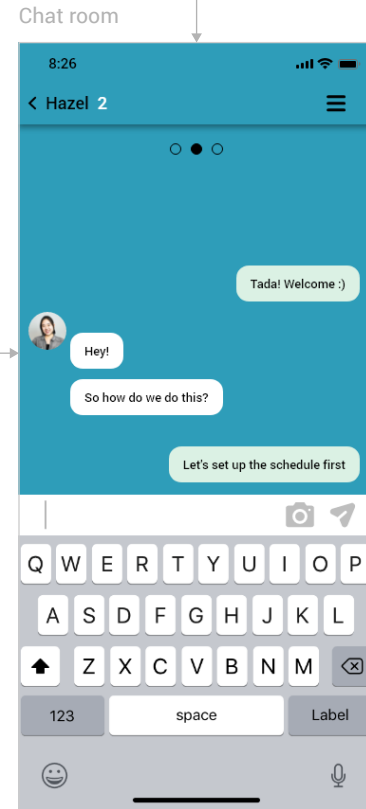 Chat room
8:26
Hazel 2
Tada! Welcome :)
Hey!
So how do we do this?
Let's set up the schedule first
Q W E R T Y U I O P
A S D F G H J K L
Z X C V B N M
123 space Label